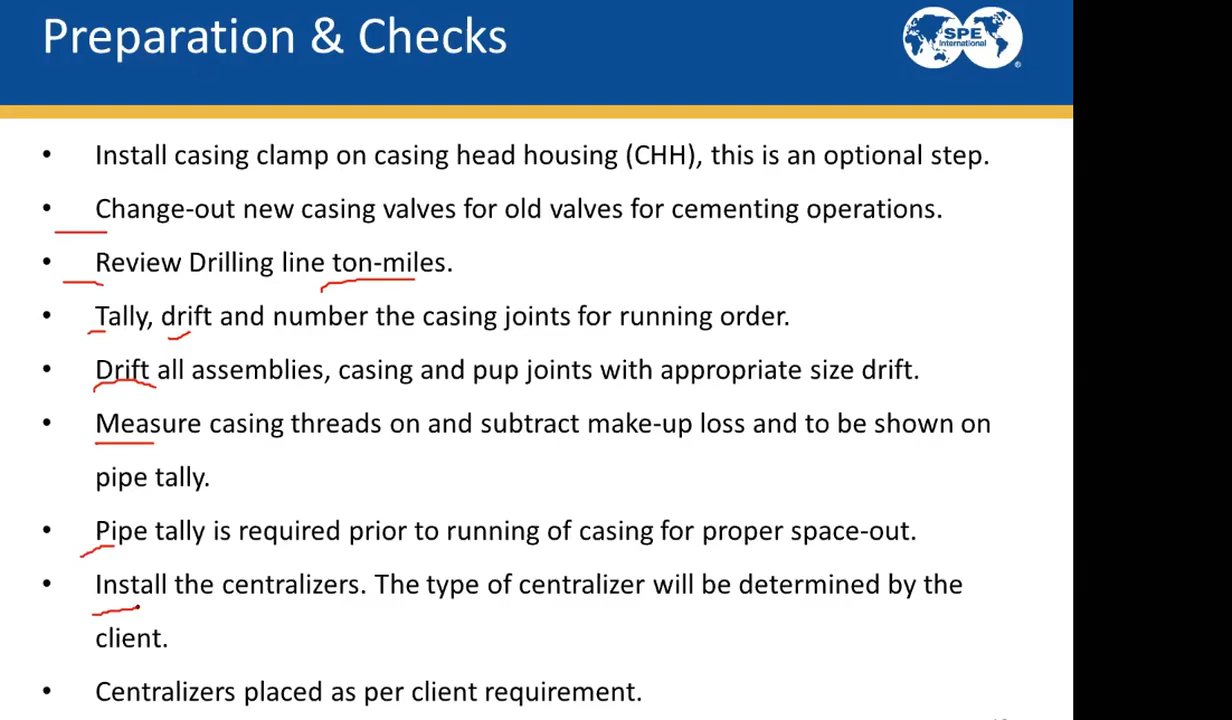 Preparation & Checks
SPE
International
®
• Install casing clamp on casing head housing (CHH), this is an optional step.
• Change-out new casing valves for old valves for cementing operations.
• Review Drilling line ton-miles.
• Tally, drift and number the casing joints for running order.
• Drift all assemblies, casing and pup joints with appropriate size drift.
• Measure casing threads on and subtract make-up loss and to be shown on
pipe tally.
• Pipe tally is required prior to running of casing for proper space-out.
• Install the centralizers. The type of centralizer will be determined by the
client.
• Centralizers placed as per client requirement.